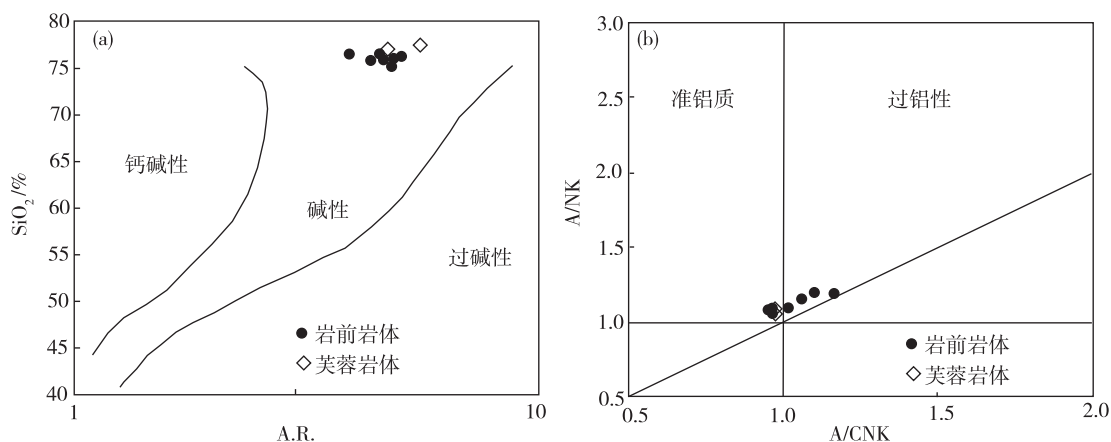 (a)
80
75
70
65
60
55
50
45
40
SiO₂/%
钙碱性
碱性
过碱性
岩前岩体
芙蓉岩体
1
10
A.R.
(b)
3.0
2.5
2.0
1.5
1.0
0.5
A/NK
准铝质
过铝性
岩前岩体
芙蓉岩体
0.5
1.0
1.5
2.0
A/CNK